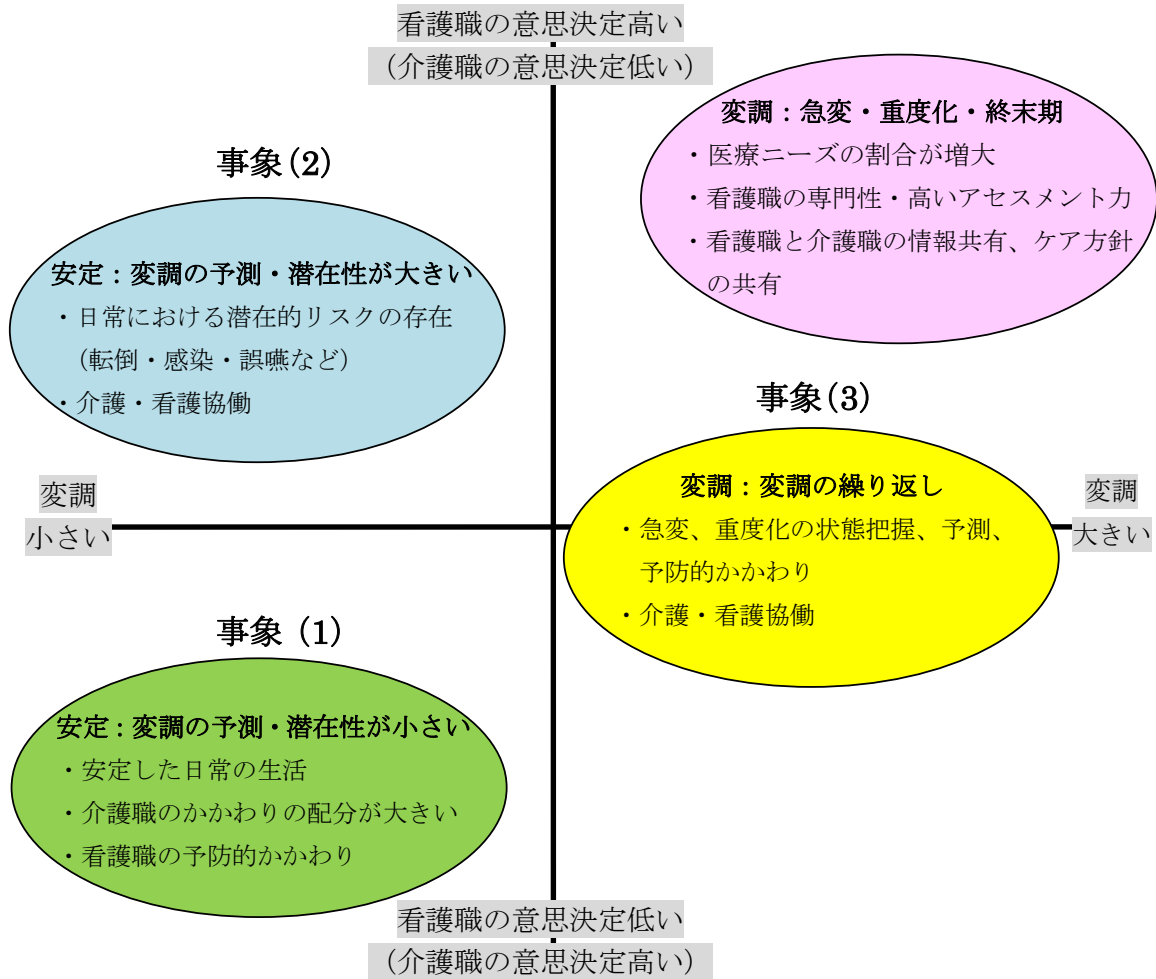 看護職の意思決定高い
（介護職の意思決定低い）
変調：急変・重度化・終末期
・医療ニーズの割合が増大
・看護職の専門性・高いアセスメント力
・看護職と介護職の情報共有、ケア方針
の共有
事象(2)
安定：変調の予測・潜在性が大きい
・日常における潜在的リスクの存在
（転倒・感染・誤嚥など）
・介護・看護協働
事象(3)
変調：変調の繰り返し
・急変、重度化の状態把握、予測、
予防的かかわり
・介護・看護協働
変調
小さい
変調
大きい
事象 (1)
安定：変調の予測・潜在性が小さい
・安定した日常の生活
・介護職のかかわりの配分が大きい
・看護職の予防的かかわり
看護職の意思決定低い
（介護職の意思決定高い）